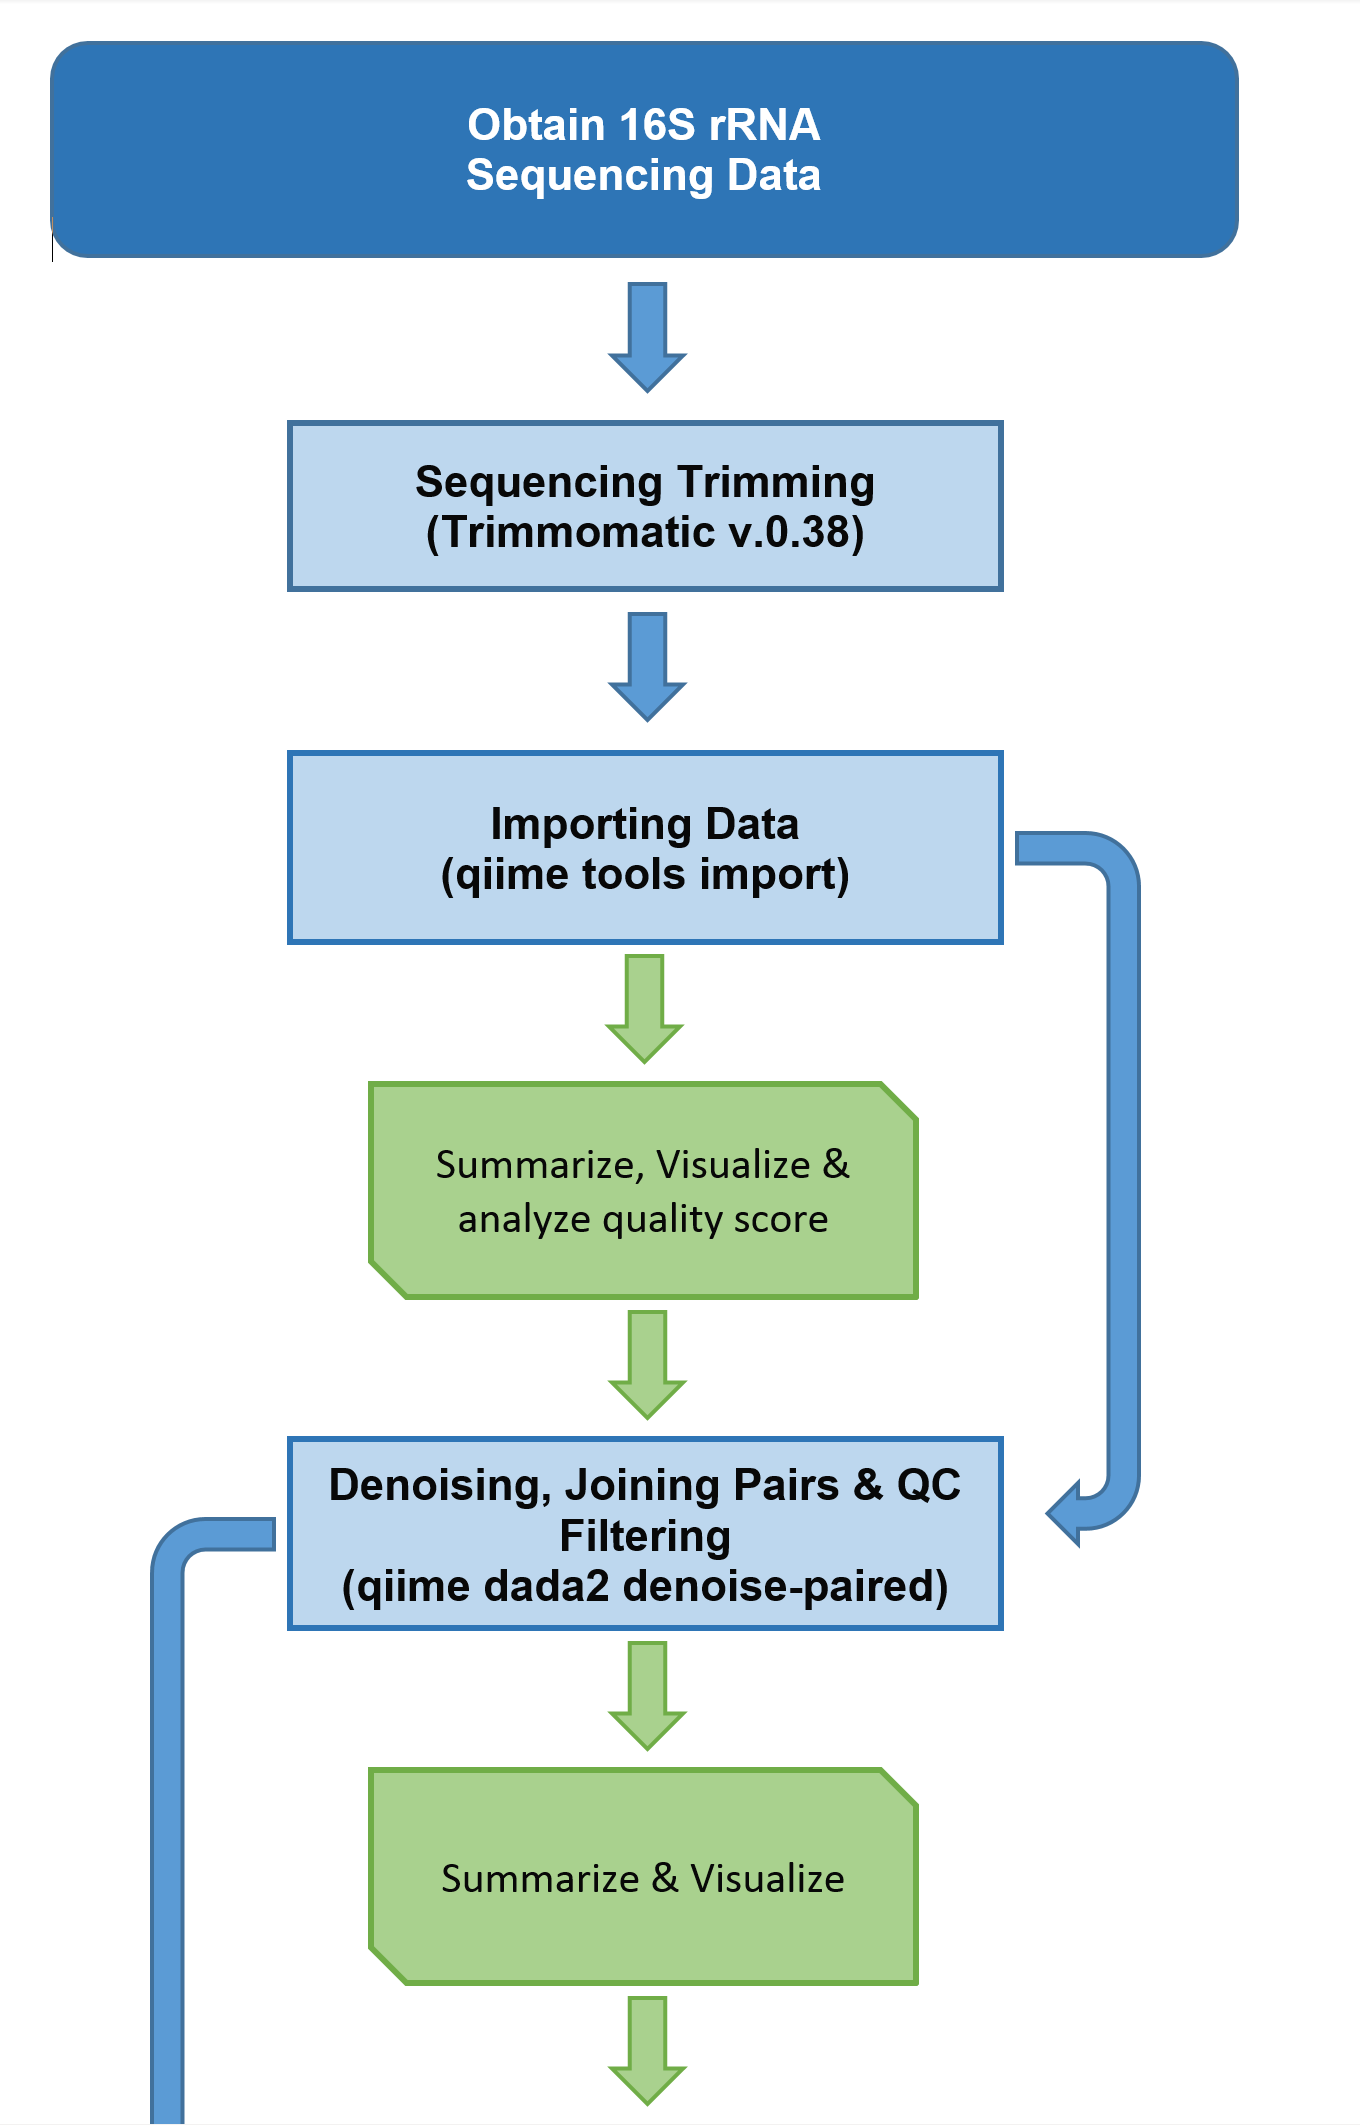 Obtain 16S rRNA
Sequencing Data
Sequencing Trimming
(Trimmomatic v.0.38)
Importing Data
(qiime tools import)
Summarize, Visualize &
analyze quality score
Denoising, Joining Pairs & QC
Filtering
(qiime dada2 denoise-paired)
Summarize & Visualize